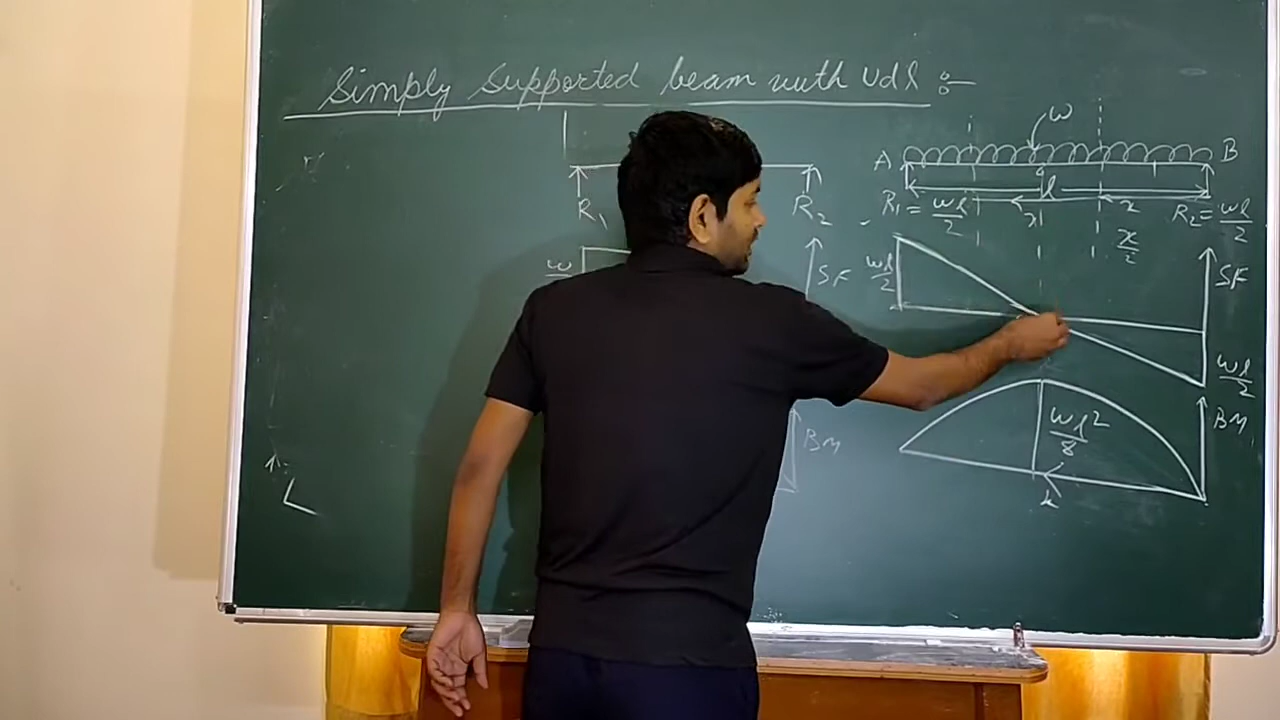 Simply supported beam with Udl :-
w
A B
l
R₁ R₂ R₁ = wl/2 x x R₂ = wl/2
x/2
w SF wl/2 SF
wl/2
BM wl²/8 BM
x